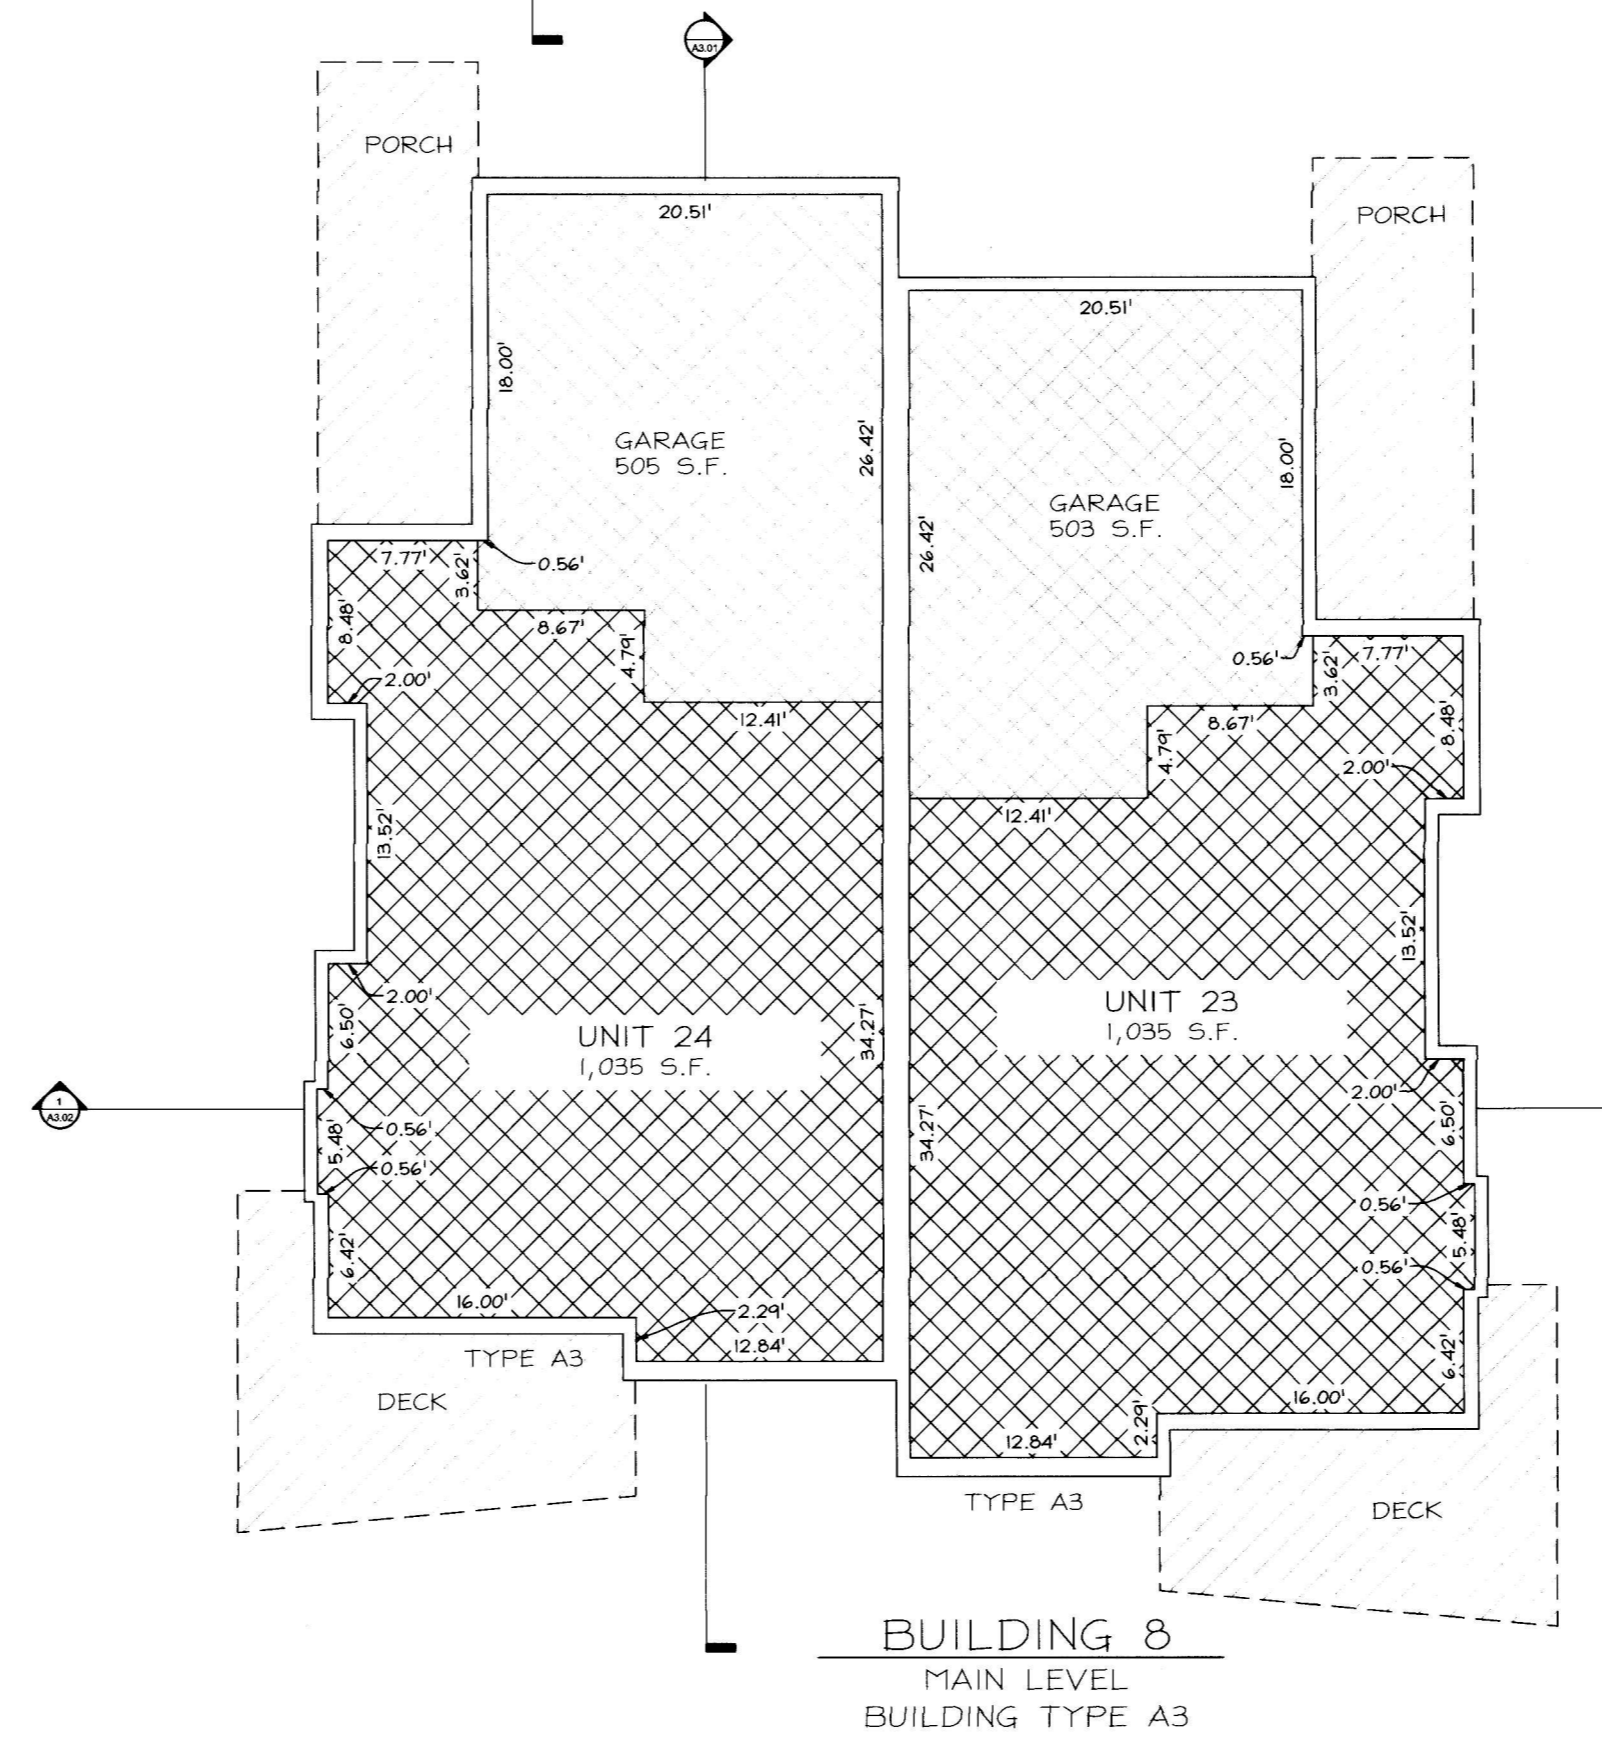 A3.01
PORCH
20.51'
PORCH
20.51'
18.00'
GARAGE
505 S.F.
26.42'
18.00'
GARAGE
503 S.F.
26.42'
7.77'
3.62'
0.56'
8.48'
8.67'
4.79'
2.00'
12.41'
0.56'
7.77'
3.62'
8.67'
8.48'
4.79'
2.00'
12.41'
13.52'
13.52'
2.00'
6.50'
UNIT 24
1,035 S.F.
34.27'
UNIT 23
1,035 S.F.
2.00'
6.50'
1
A3.02
0.56'
5.48'
0.56'
34.27'
0.56'
5.48'
0.56'
6.42'
16.00'
2.29'
12.84'
6.42'
TYPE A3
DECK
16.00'
2.29'
12.84'
TYPE A3
DECK
BUILDING 8
MAIN LEVEL
BUILDING TYPE A3